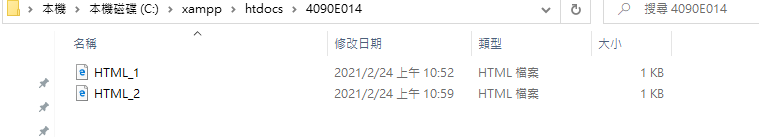 本機 > 本機磁碟 (C:) > xampp > htdocs > 4090E014
搜尋 4090E014
名稱 修改日期 類型 大小
HTML_1 2021/2/24 上午 10:52 HTML 檔案 1 KB
HTML_2 2021/2/24 上午 10:59 HTML 檔案 1 KB